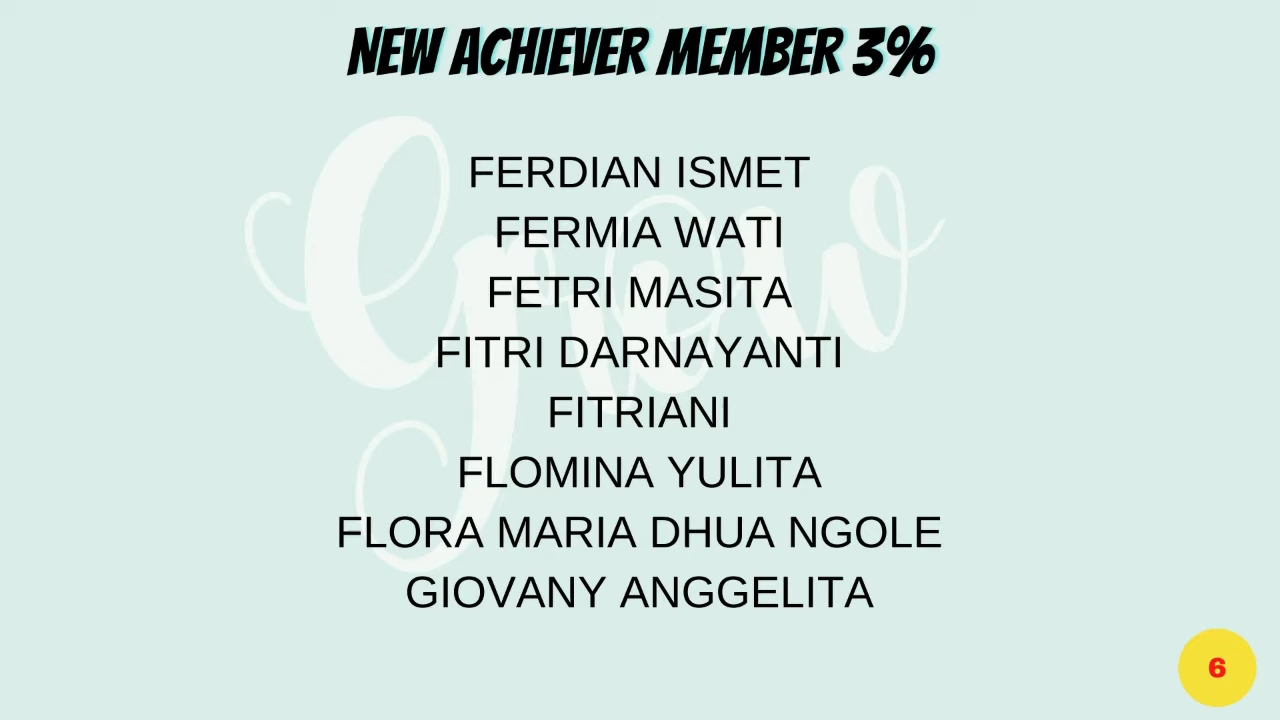 NEW ACHIEVER MEMBER 3%
Grow
FERDIAN ISMET
FERMIA WATI
FETRI MASITA
FITRI DARNAYANTI
FITRIANI
FLOMINA YULITA
FLORA MARIA DHUA NGOLE
GIOVANY ANGGELITA
6